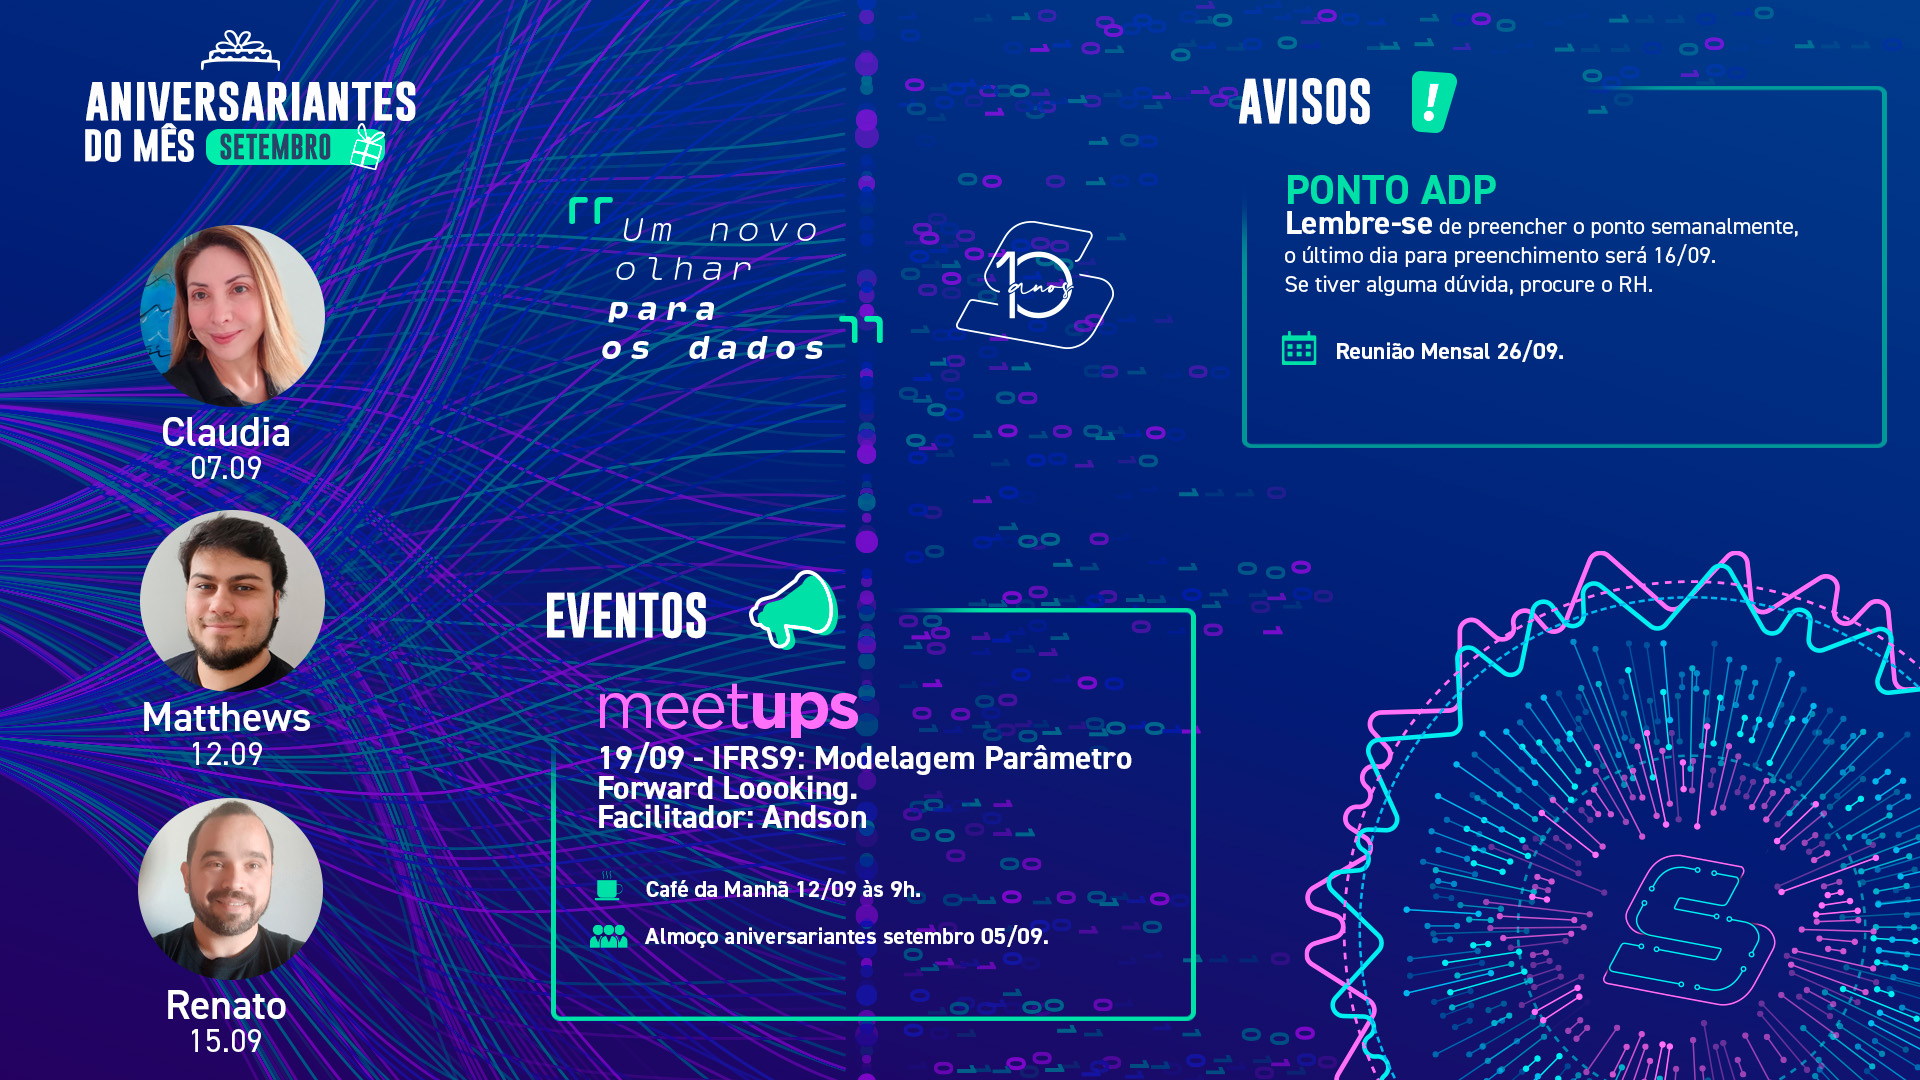 ANIVERSARIANTES
DO MÊS SETEMBRO
Claudia
07.09
Matthews
12.09
Renato
15.09
Um novo
olhar
para
os dados
10
anos
AVISOS !
PONTO ADP
Lembre-se de preencher o ponto semanalmente,
o último dia para preenchimento será 16/09.
Se tiver alguma dúvida, procure o RH.
Reunião Mensal 26/09.
EVENTOS
meetups
19/09 - IFRS9: Modelagem Parâmetro
Forward Loooking.
Facilitador: Andson
Café da Manhã 12/09 às 9h.
Almoço aniversariantes setembro 05/09.